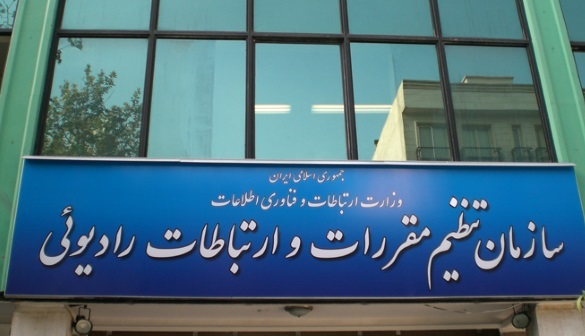 جمهوری اسلامی ایران
وزارت ارتباطات و فناوری اطلاعات
سازمان تنظیم مقررات و ارتباطات رادیوئی